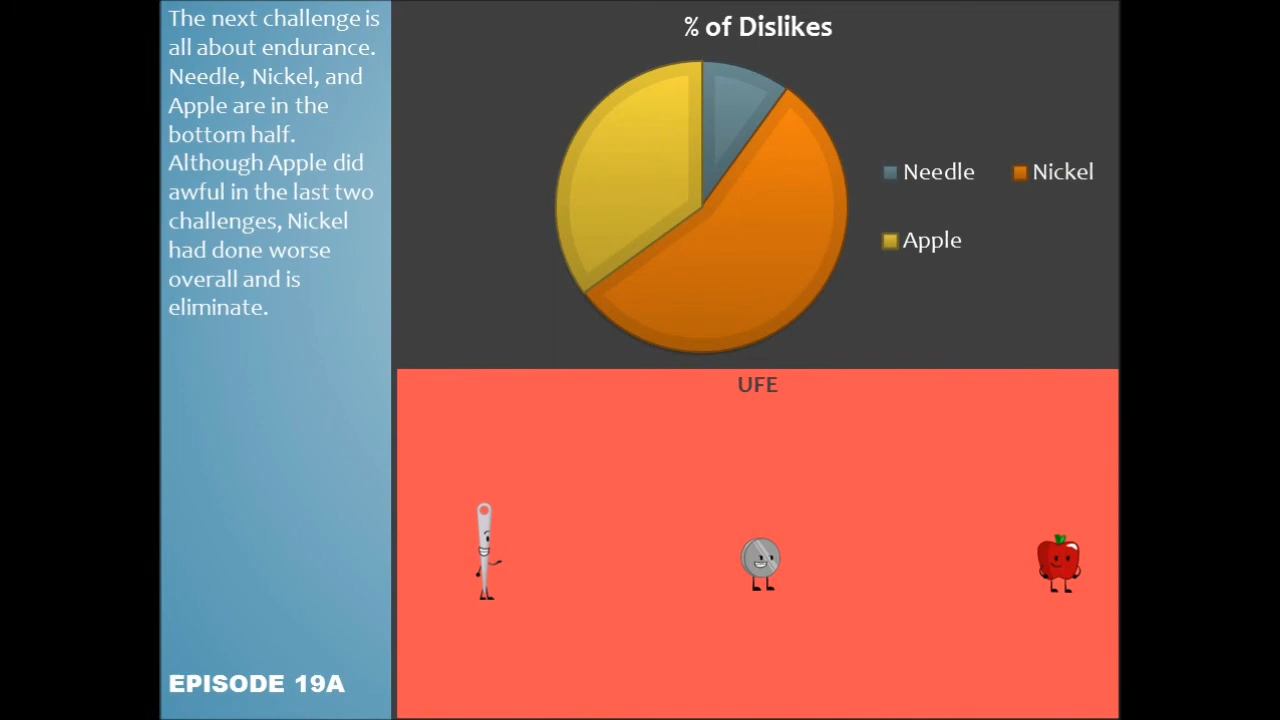 The next challenge is
all about endurance.
Needle, Nickel, and
Apple are in the
bottom half.
Although Apple did
awful in the last two
challenges, Nickel
had done worse
overall and is
eliminate.
EPISODE 19A
% of Dislikes
Needle
Nickel
Apple
UFE